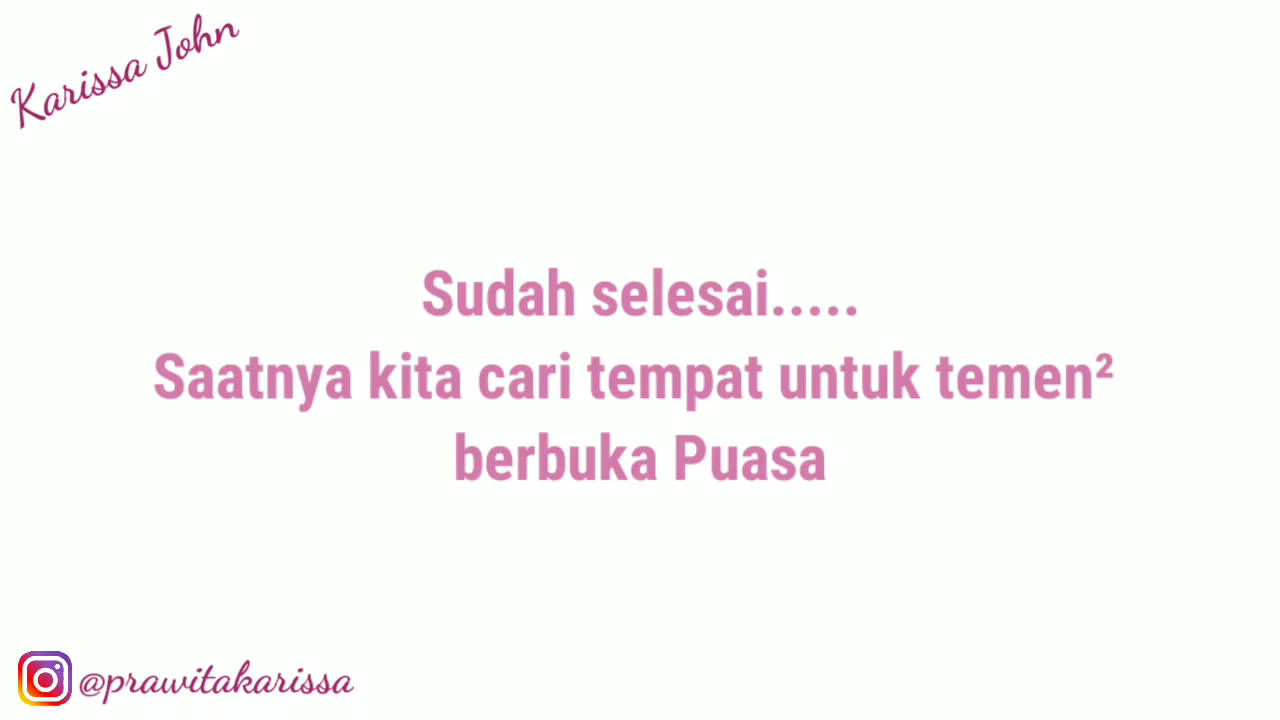 Karissa John
Sudah selesai.....
Saatnya kita cari tempat untuk temen²
berbuka Puasa
@prawitakarissa